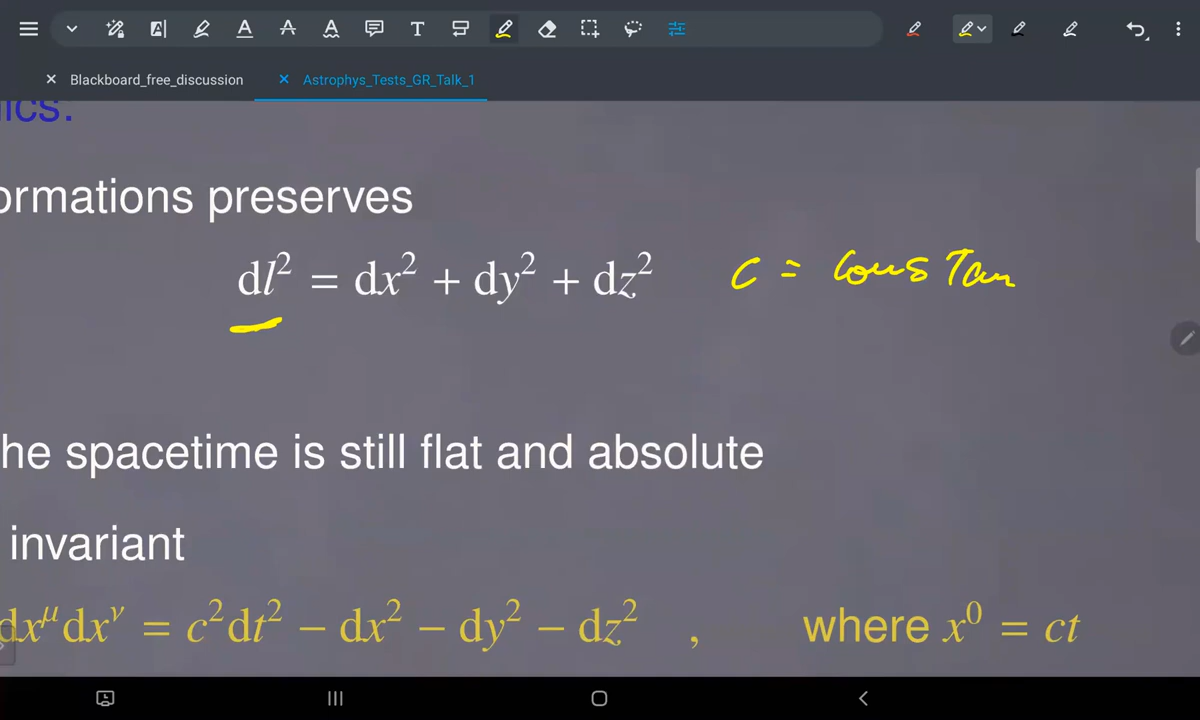 Blackboard_free_discussion Astrophys_Tests_GR_Talk_1
ics:
ormations preserves
dl² = dx² + dy² + dz² c = consTan
he spacetime is still flat and absolute
invariant
dx^μ dx^ν = c²dt² − dx² − dy² − dz² , where x⁰ = ct